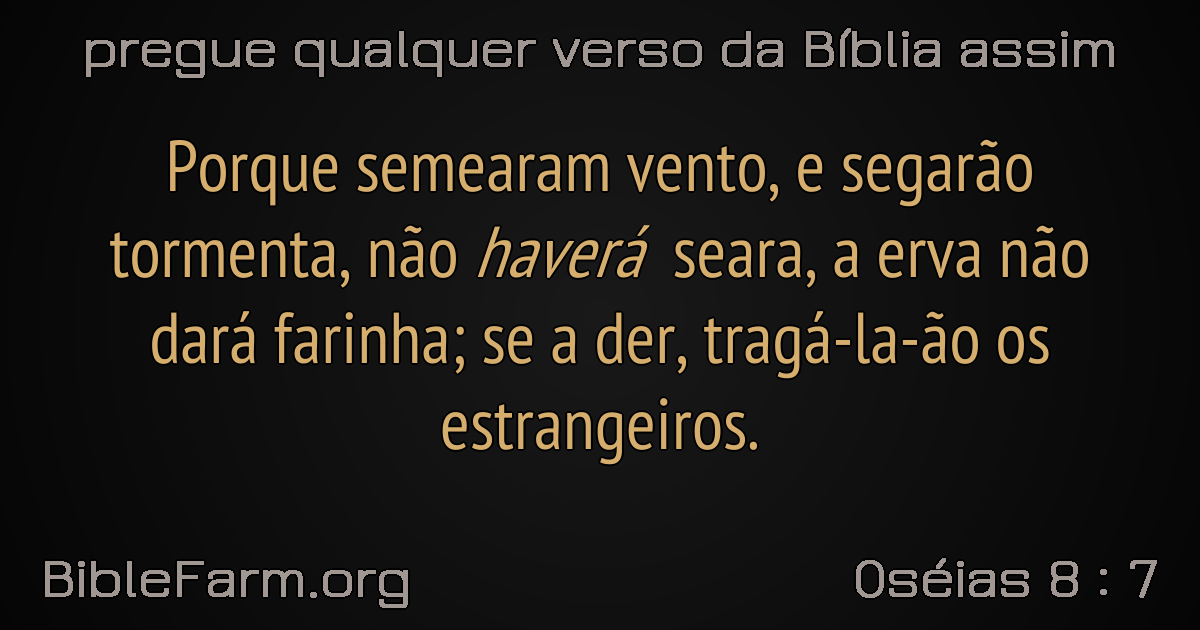 pregue qualquer verso da Bíblia assim
Porque semearam vento, e segarão
tormenta, não haverá seara, a erva não
dará farinha; se a der, tragá-la-ão os
estrangeiros.
BibleFarm.org
Oséias 8 : 7